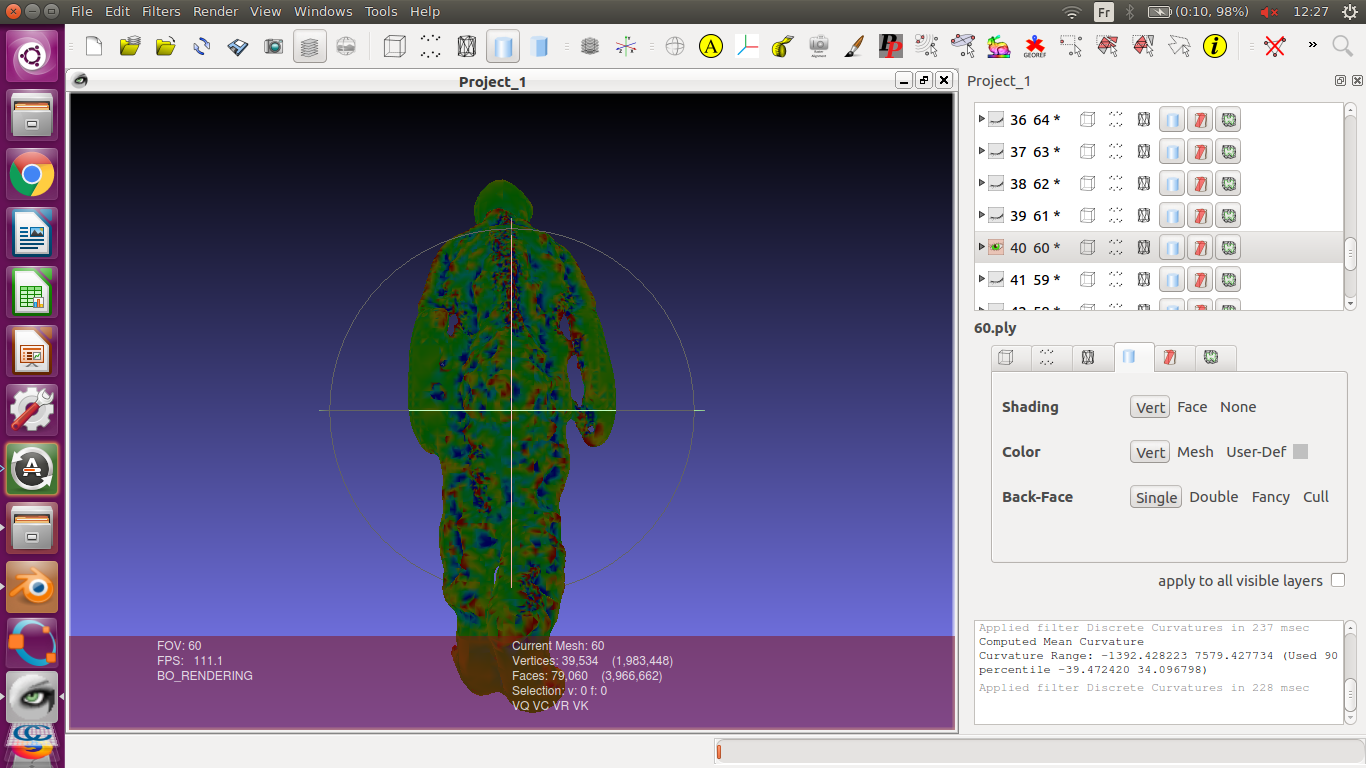 File Edit Filters Render View Windows Tools Help
Fr (0:10, 98%) 12:27
A PP GEOREF i »
Project_1
Project_1
36 64 *
37 63 *
38 62 *
39 61 *
40 60 *
41 59 *
60.ply
Shading Vert Face None
Color Vert Mesh User-Def
Back-Face Single Double Fancy Cull
apply to all visible layers
Applied filter Discrete Curvatures in 237 msec
Computed Mean Curvature
Curvature Range: -1392.428223 7579.427734 (Used 90
percentile -39.472420 34.096798)
Applied filter Discrete Curvatures in 228 msec
FOV: 60
FPS: 111.1
BO_RENDERING
Current Mesh: 60
Vertices: 39,534 (1,983,448)
Faces: 79,060 (3,966,662)
Selection: v: 0 f: 0
VQ VC VR VK